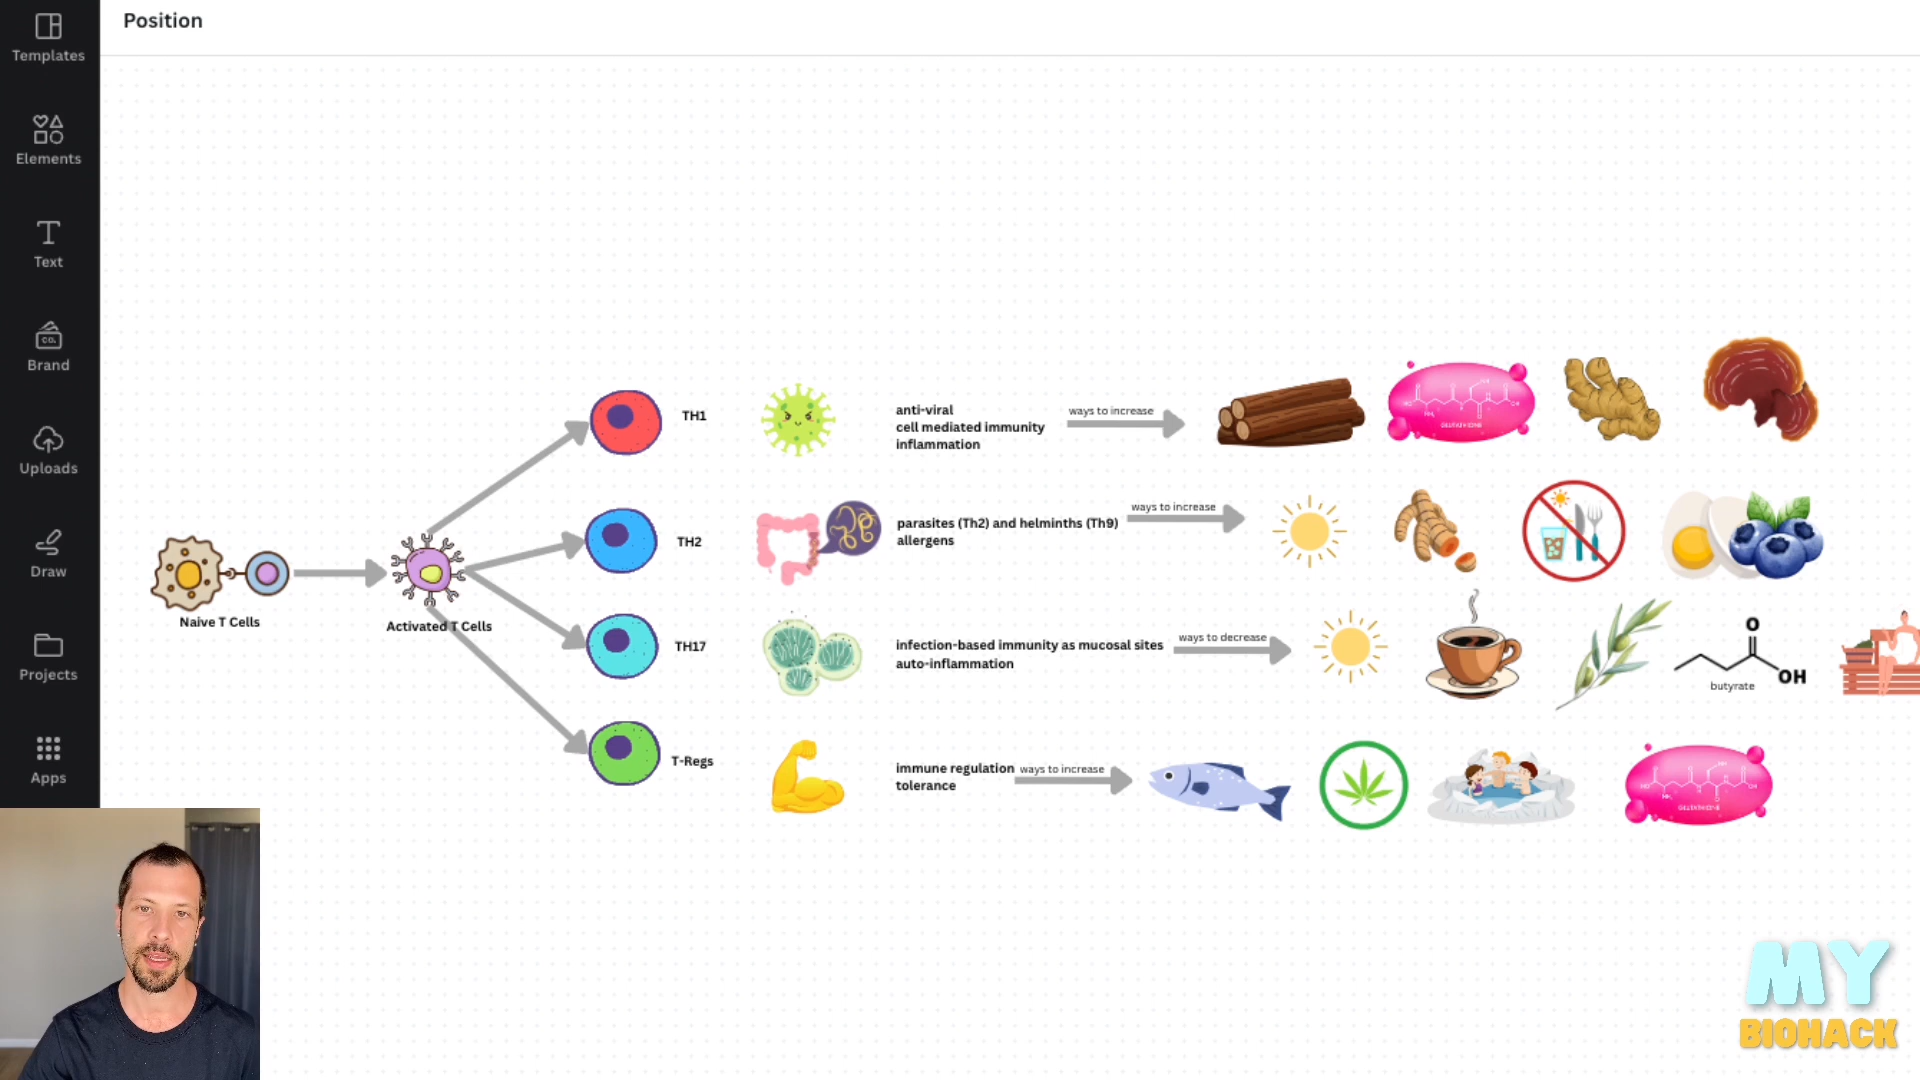 Position
Templates
Elements
Text
CO.
Brand
Uploads
Draw
Projects
Apps
Naive T Cells
Activated T Cells
TH1
anti-viral
cell mediated immunity
inflammation
ways to increase
GLUTATHIONE
TH2
parasites (Th2) and helminths (Th9)
allergens
ways to increase
TH17
infection-based immunity as mucosal sites
auto-inflammation
ways to decrease
O
OH
butyrate
T-Regs
immune regulation
tolerance
ways to increase
MY
BIOHACK